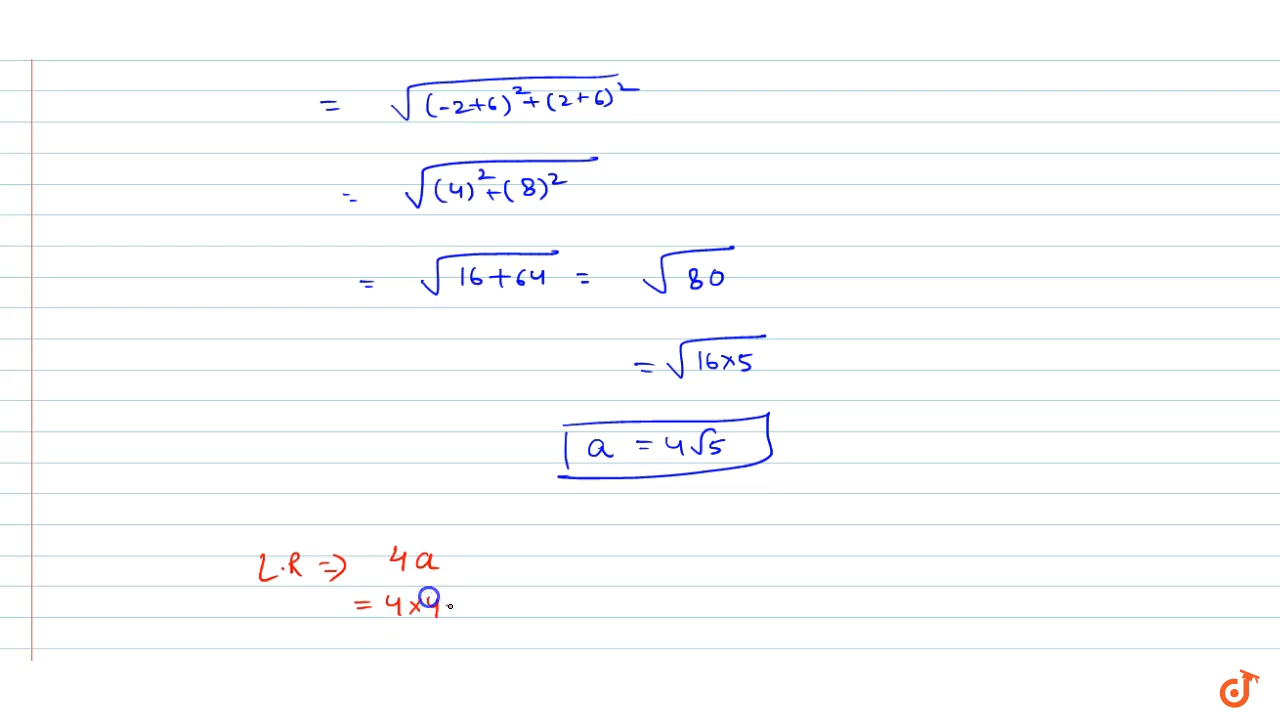 = √(-2+6)²+(2+6)²
= √(4)²+(8)²
= √16+64 = √80
= √16×5
a = 4√5
L.R ⇒ 4a
= 4×4